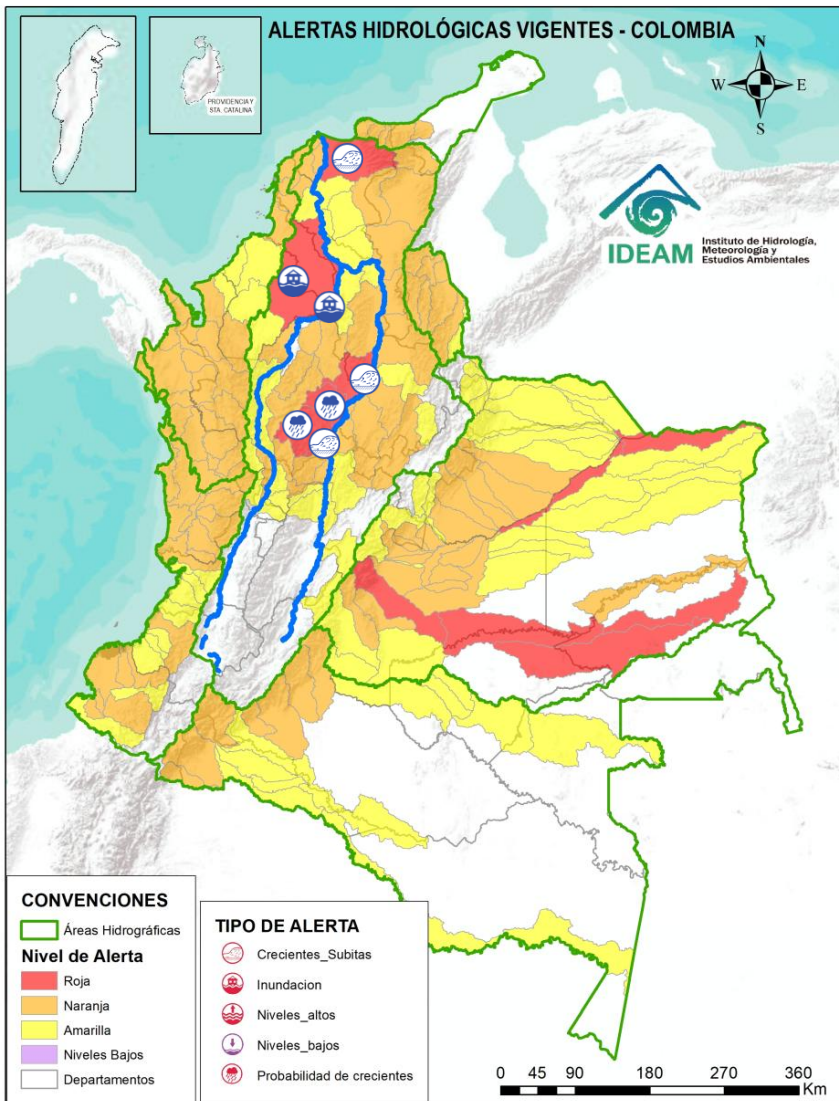 ALERTAS HIDROLÓGICAS VIGENTES - COLOMBIA
PROVIDENCIA Y
STA. CATALINA
N
W E
S
IDEAM
Instituto de Hidrología,
Meteorología y
Estudios Ambientales
CONVENCIONES
Áreas Hidrográficas
Nivel de Alerta
Roja
Naranja
Amarilla
Niveles Bajos
Departamentos
TIPO DE ALERTA
Crecientes_Subitas
Inundacion
Niveles_altos
Niveles_bajos
Probabilidad de crecientes
0 45 90 180 270 360
Km